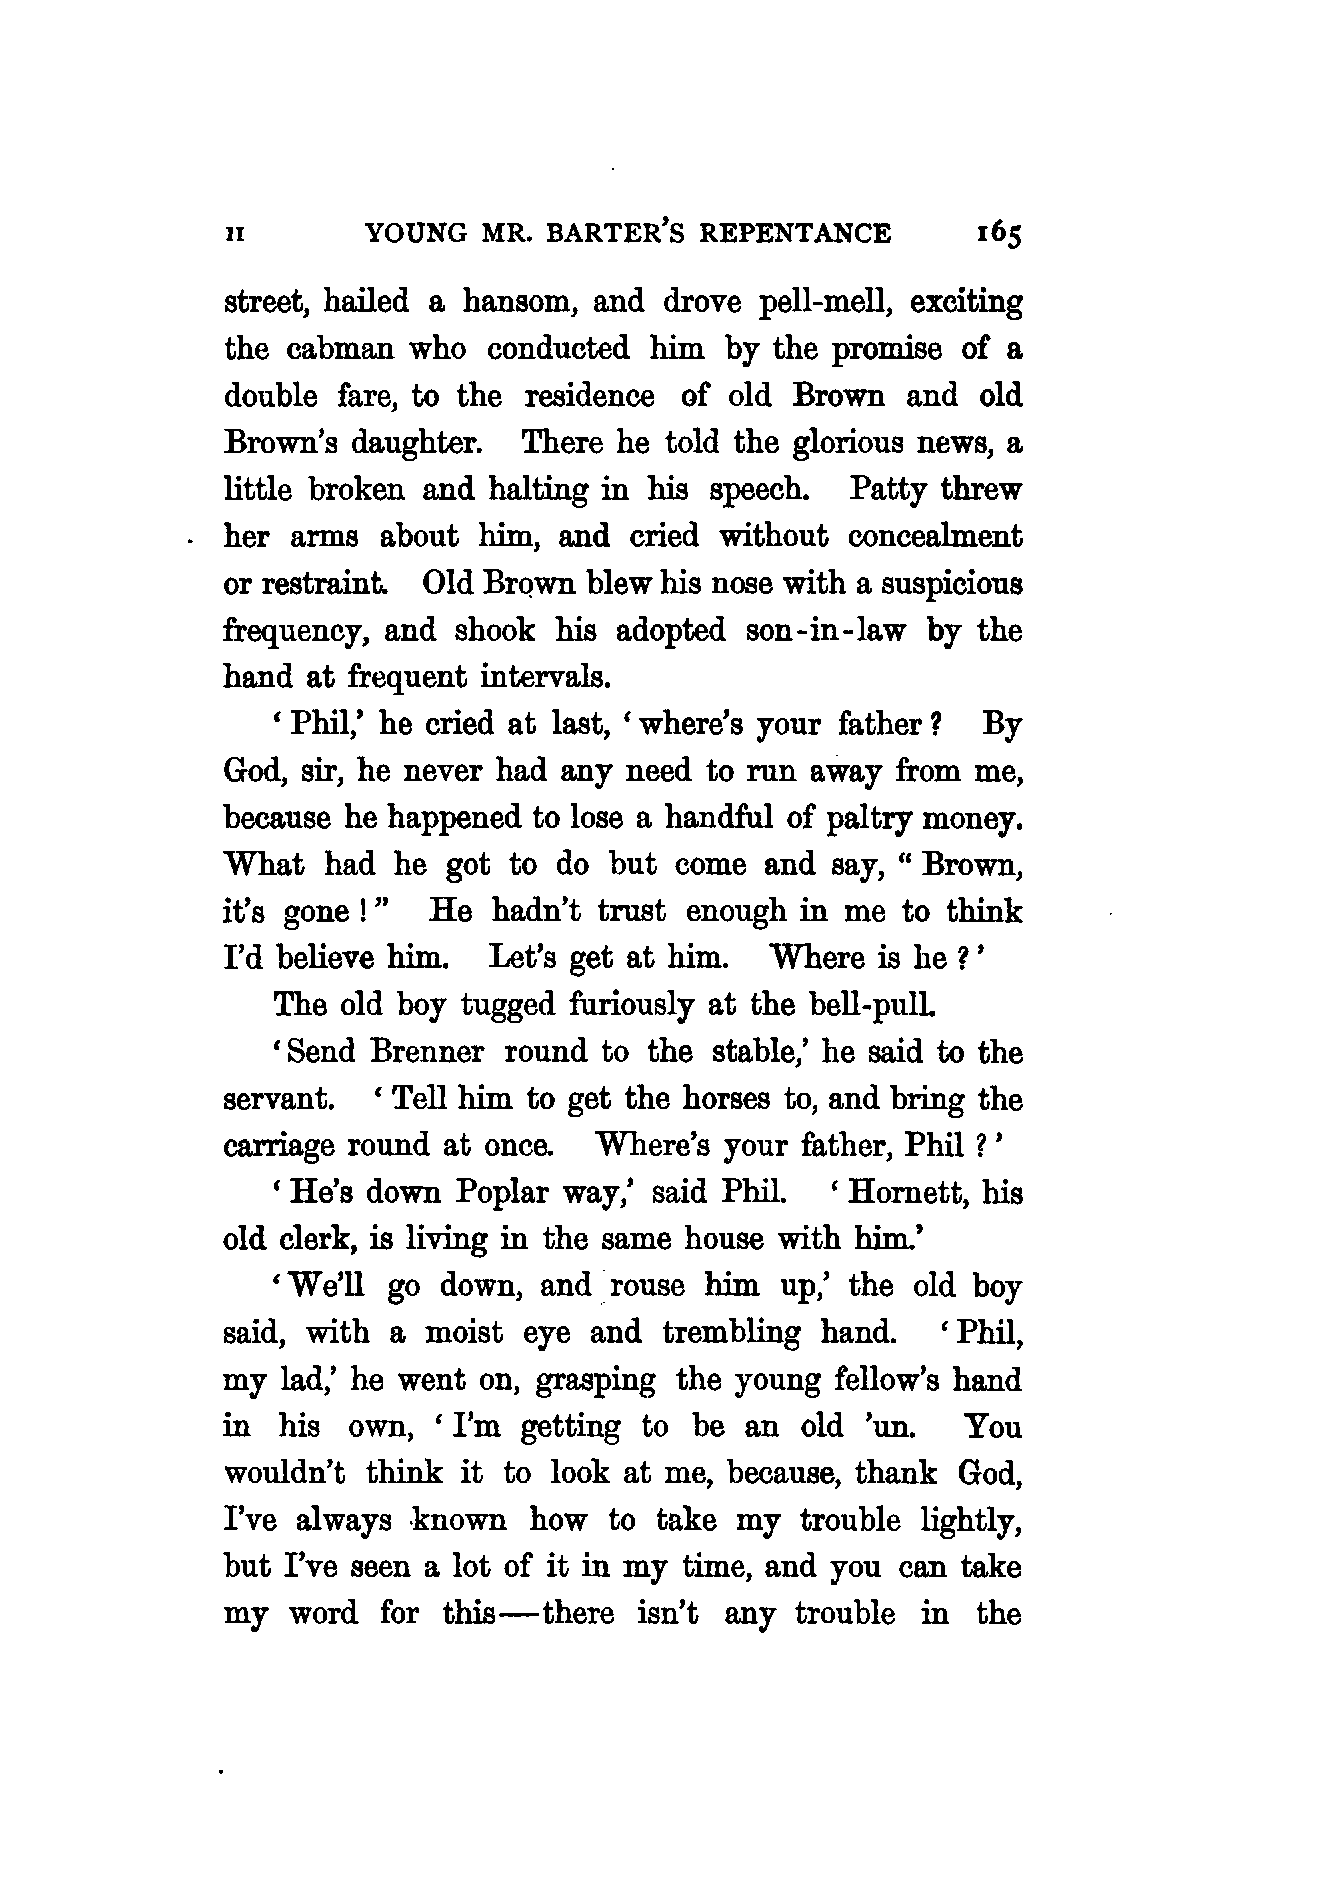 II YOUNG MR. BARTER'S REPENTANCE 165
street, hailed a hansom, and drove pell-mell, exciting
the cabman who conducted him by the promise of a
double fare, to the residence of old Brown and old
Brown's daughter. There he told the glorious news, a
little broken and halting in his speech. Patty threw
her arms about him, and cried without concealment
or restraint. Old Brown blew his nose with a suspicious
frequency, and shook his adopted son-in-law by the
hand at frequent intervals.
‘Phil,’ he cried at last, ‘where's your father? By
God, sir, he never had any need to run away from me,
because he happened to lose a handful of paltry money.
What had he got to do but come and say, “Brown,
it's gone!” He hadn't trust enough in me to think
I'd believe him. Let's get at him. Where is he?’
The old boy tugged furiously at the bell-pull.
‘Send Brenner round to the stable,’ he said to the
servant. ‘Tell him to get the horses to, and bring the
carriage round at once. Where's your father, Phil?’
‘He's down Poplar way,’ said Phil. ‘Hornett, his
old clerk, is living in the same house with him.’
‘We'll go down, and rouse him up,’ the old boy
said, with a moist eye and trembling hand. ‘Phil,
my lad,’ he went on, grasping the young fellow's hand
in his own, ‘I'm getting to be an old 'un. You
wouldn't think it to look at me, because, thank God,
I've always known how to take my trouble lightly,
but I've seen a lot of it in my time, and you can take
my word for this—there isn't any trouble in the